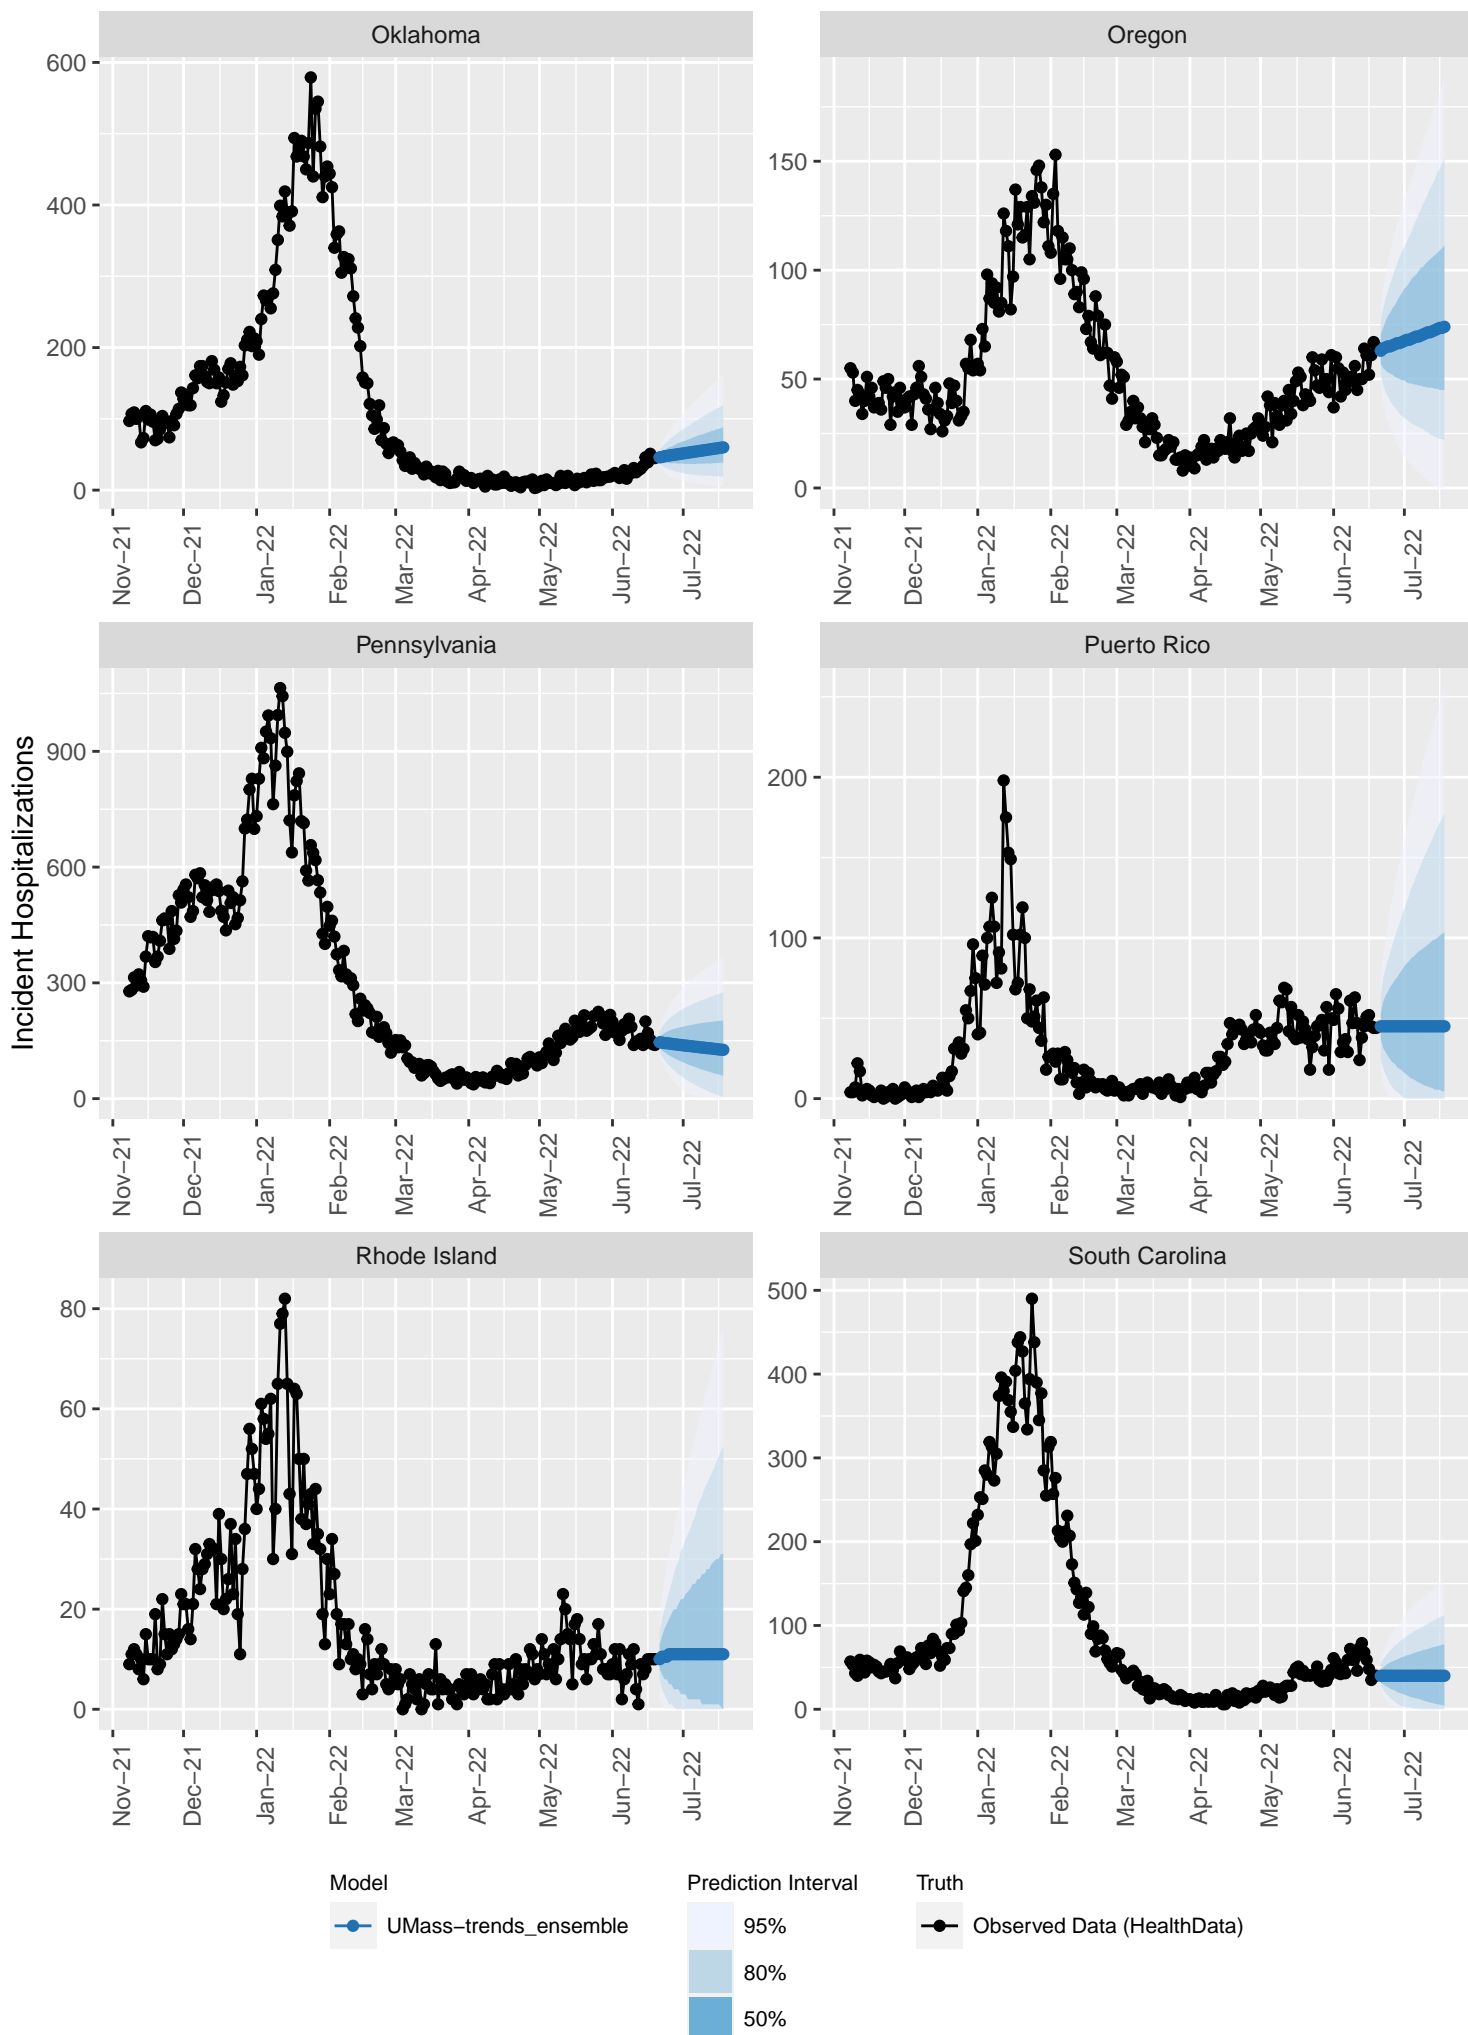 Oklahoma
Oregon
600
400
200
0
150
100
50
0
Nov−21
Dec−21
Jan−22
Feb−22
Mar−22
Apr−22
May−22
Jun−22
Jul−22
Nov−21
Dec−21
Jan−22
Feb−22
Mar−22
Apr−22
May−22
Jun−22
Jul−22
Pennsylvania
Puerto Rico
Incident Hospitalizations
900
600
300
0
200
100
0
Nov−21
Dec−21
Jan−22
Feb−22
Mar−22
Apr−22
May−22
Jun−22
Jul−22
Nov−21
Dec−21
Jan−22
Feb−22
Mar−22
Apr−22
May−22
Jun−22
Jul−22
Rhode Island
South Carolina
80
60
40
20
0
500
400
300
200
100
0
Nov−21
Dec−21
Jan−22
Feb−22
Mar−22
Apr−22
May−22
Jun−22
Jul−22
Nov−21
Dec−21
Jan−22
Feb−22
Mar−22
Apr−22
May−22
Jun−22
Jul−22
Model
UMass−trends_ensemble
Prediction Interval
95%
80%
50%
Truth
Observed Data (HealthData)